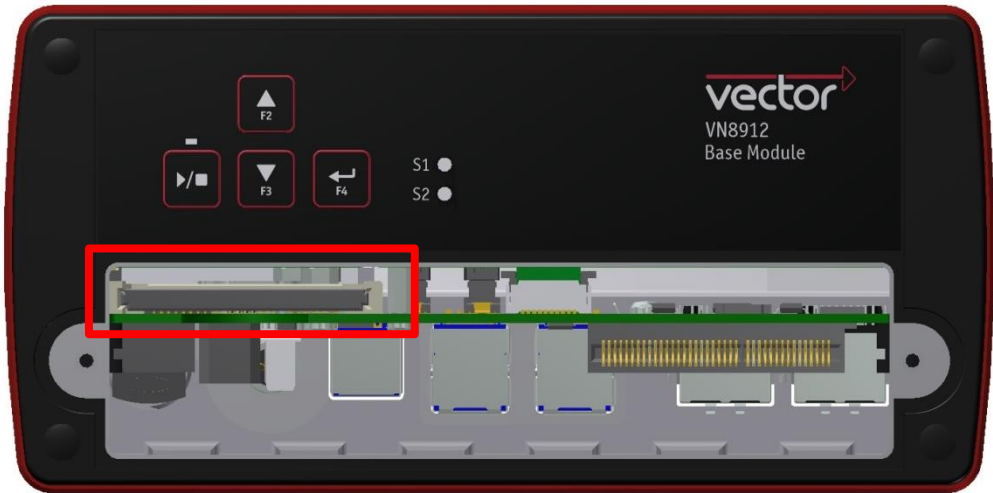 vector
VN8912
Base Module
F2
F3
F4
S1
S2